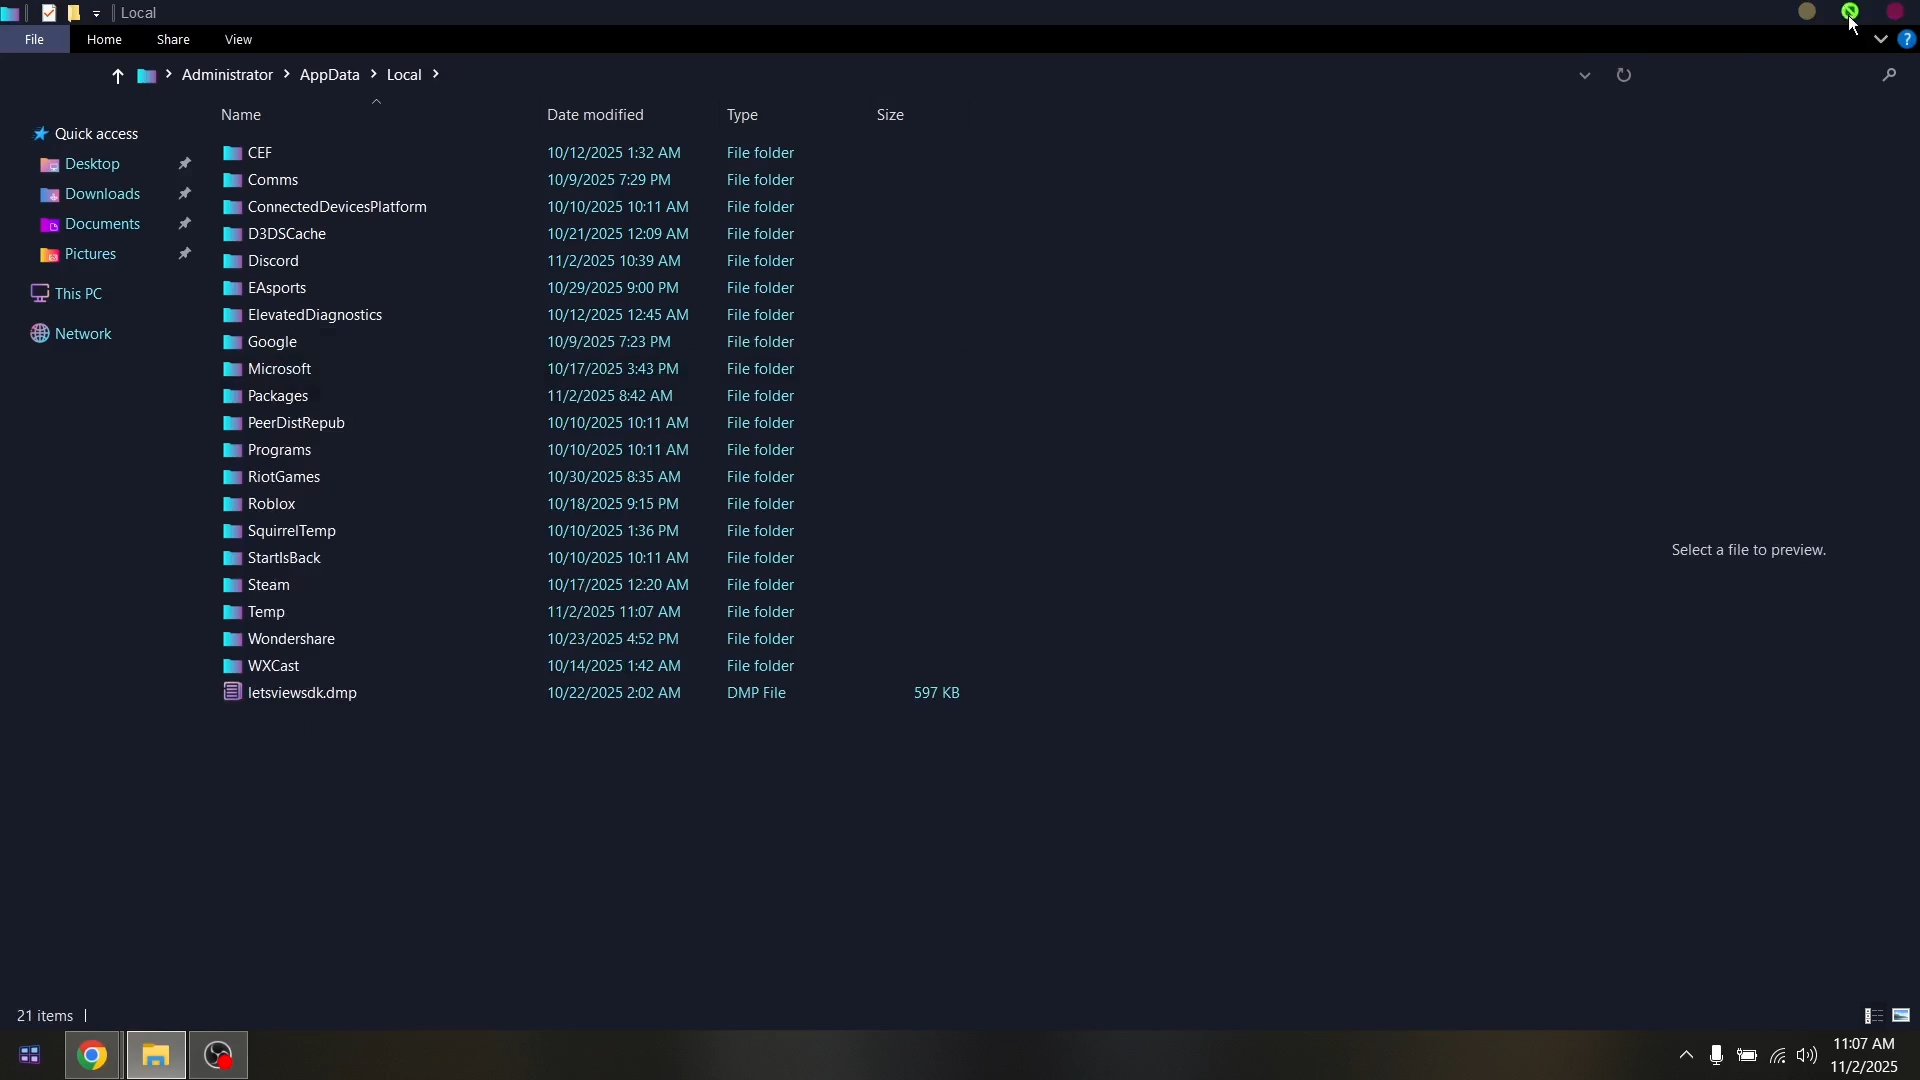 Local
File Home Share View
?
Administrator AppData Local
Name Date modified Type Size
Quick access
Desktop
Downloads
Documents
Pictures
This PC
Network
CEF 10/12/2025 1:32 AM File folder
Comms 10/9/2025 7:29 PM File folder
ConnectedDevicesPlatform 10/10/2025 10:11 AM File folder
D3DSCache 10/21/2025 12:09 AM File folder
Discord 11/2/2025 10:39 AM File folder
EAsports 10/29/2025 9:00 PM File folder
ElevatedDiagnostics 10/12/2025 12:45 AM File folder
Google 10/9/2025 7:23 PM File folder
Microsoft 10/17/2025 3:43 PM File folder
Packages 11/2/2025 8:42 AM File folder
PeerDistRepub 10/10/2025 10:11 AM File folder
Programs 10/10/2025 10:11 AM File folder
RiotGames 10/30/2025 8:35 AM File folder
Roblox 10/18/2025 9:15 PM File folder
SquirrelTemp 10/10/2025 1:36 PM File folder
StartIsBack 10/10/2025 10:11 AM File folder
Steam 10/17/2025 12:20 AM File folder
Temp 11/2/2025 11:07 AM File folder
Wondershare 10/23/2025 4:52 PM File folder
WXCast 10/14/2025 1:42 AM File folder
letsviewsdk.dmp 10/22/2025 2:02 AM DMP File 597 KB
Select a file to preview.
21 items
11:07 AM
11/2/2025